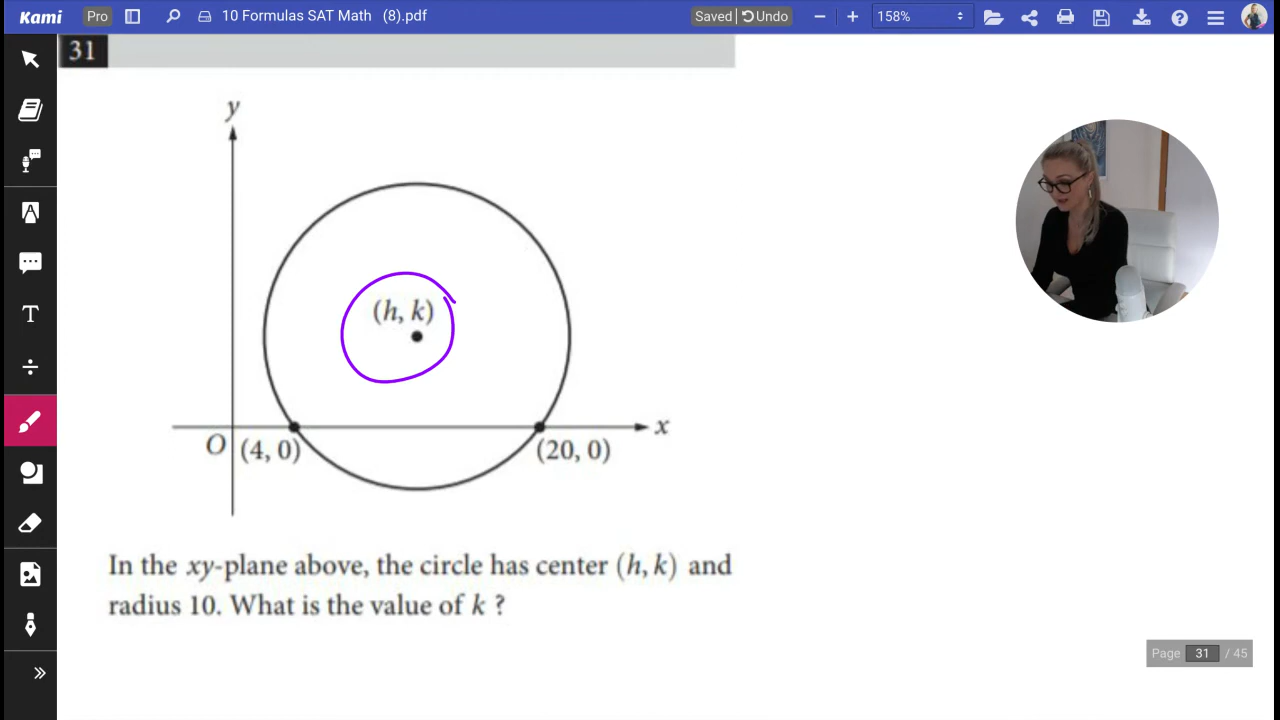 Kami Pro 10 Formulas SAT Math (8).pdf Saved Undo 158%
31
y
(h, k)
x
O (4, 0) (20, 0)
In the xy-plane above, the circle has center (h, k) and
radius 10. What is the value of k ?
Page 31 / 45